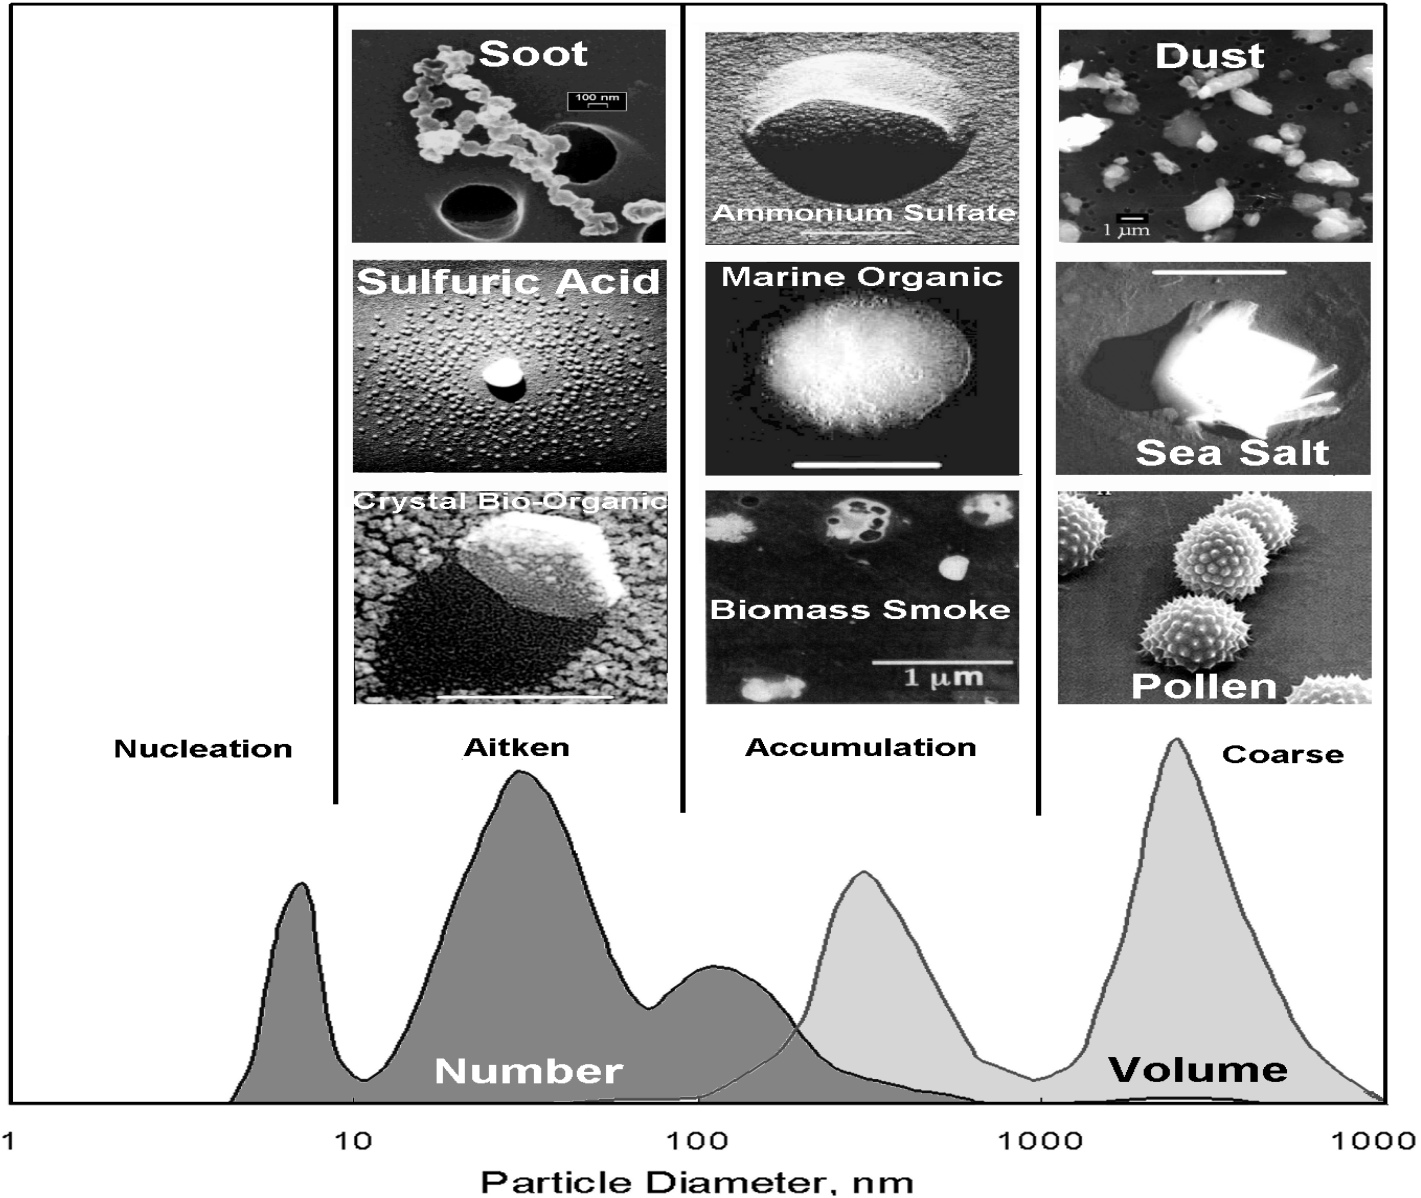 Soot
100 nm
Ammonium Sulfate
Dust
1 μm
Sulfuric Acid
Marine Organic
Sea Salt
Crystal Bio-Organic
Biomass Smoke
1 μm
Pollen
Nucleation
Aitken
Accumulation
Coarse
Number
Volume
1
10
100
1000
1000
Particle Diameter, nm